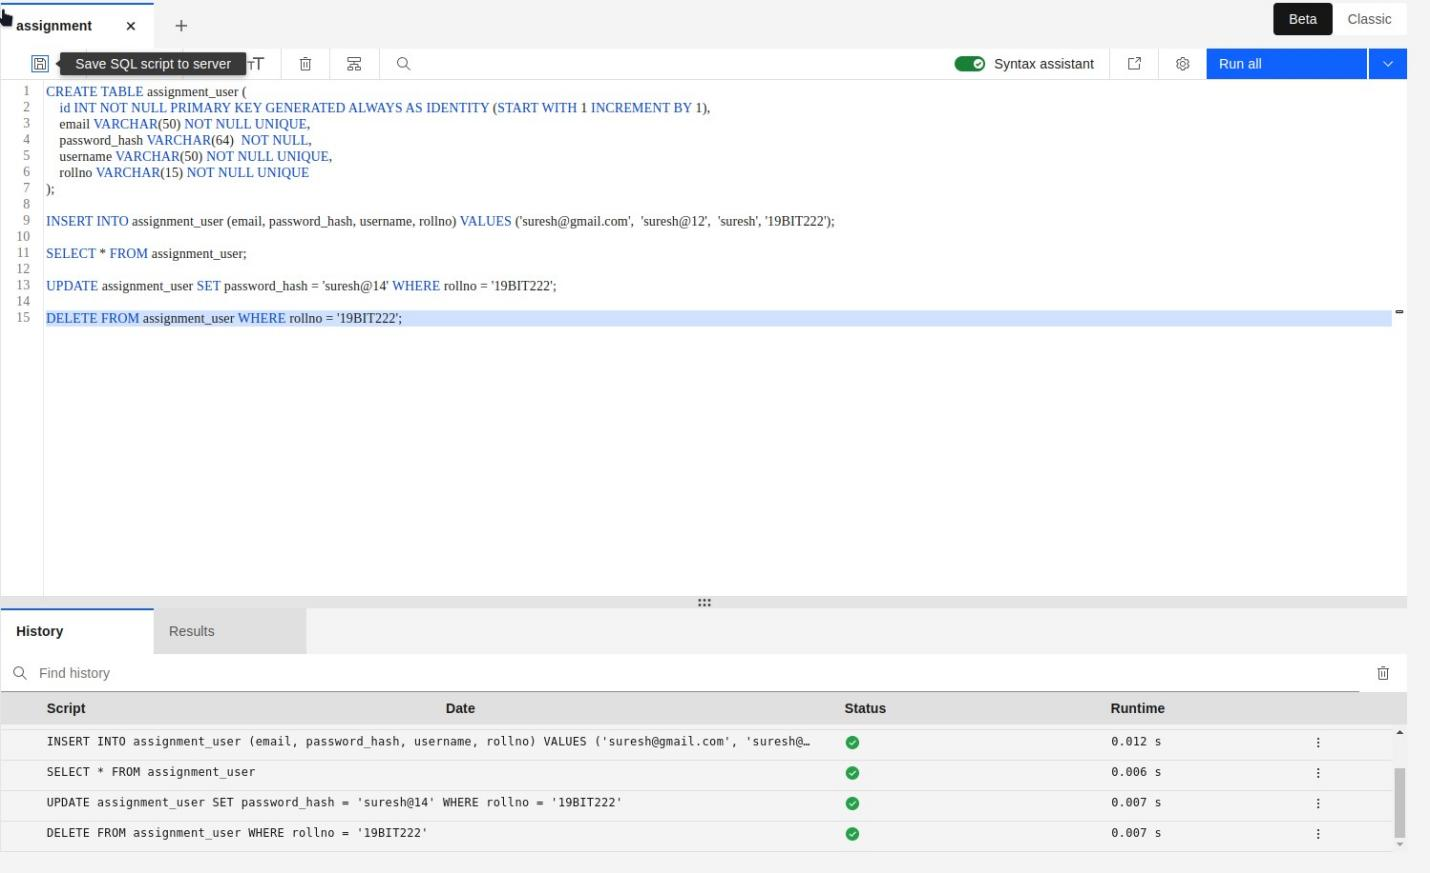 assignment
Beta
Classic
Save SQL script to server
Syntax assistant
Run all
1 CREATE TABLE assignment_user (
2 id INT NOT NULL PRIMARY KEY GENERATED ALWAYS AS IDENTITY (START WITH 1 INCREMENT BY 1),
3 email VARCHAR(50) NOT NULL UNIQUE,
4 password_hash VARCHAR(64)  NOT NULL,
5 username VARCHAR(50) NOT NULL UNIQUE,
6 rollno VARCHAR(15) NOT NULL UNIQUE
7 );
8
9 INSERT INTO assignment_user (email, password_hash, username, rollno) VALUES ('suresh@gmail.com',  'suresh@12',  'suresh', '19BIT222');
10
11 SELECT * FROM assignment_user;
12
13 UPDATE assignment_user SET password_hash = 'suresh@14' WHERE rollno = '19BIT222';
14
15 DELETE FROM assignment_user WHERE rollno = '19BIT222';
History
Results
Find history
Script Date Status Runtime
INSERT INTO assignment_user (email, password_hash, username, rollno) VALUES ('suresh@gmail.com', 'suresh@… 0.012 s
SELECT * FROM assignment_user 0.006 s
UPDATE assignment_user SET password_hash = 'suresh@14' WHERE rollno = '19BIT222' 0.007 s
DELETE FROM assignment_user WHERE rollno = '19BIT222' 0.007 s